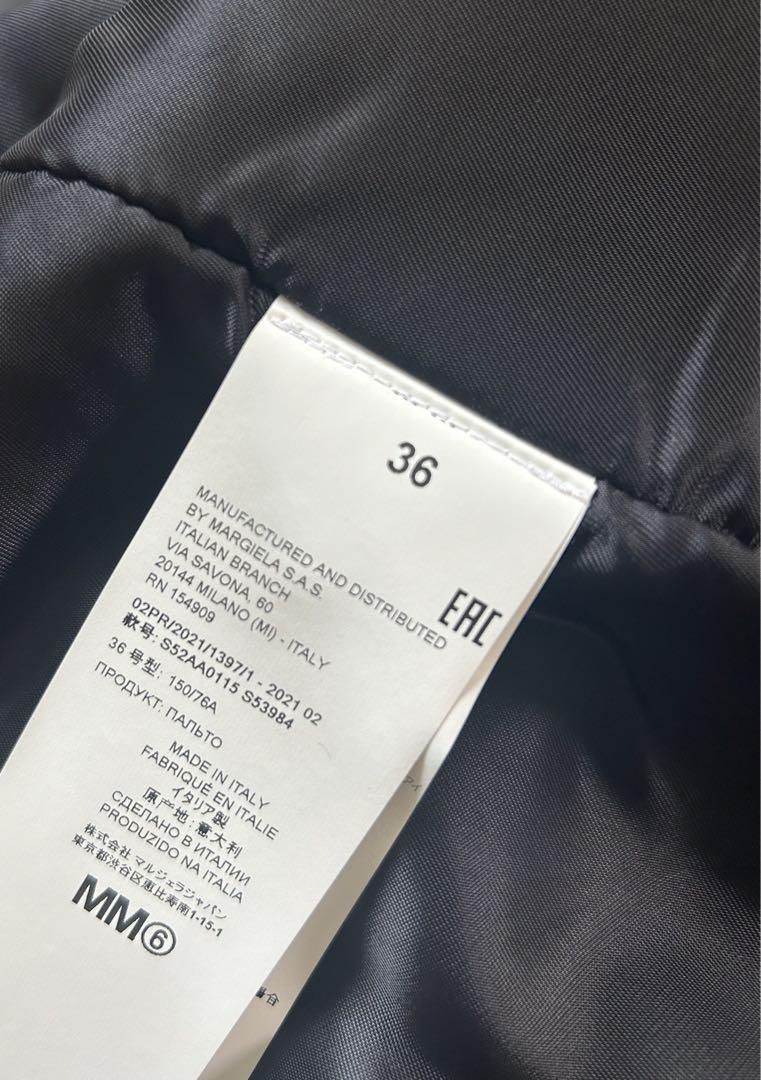 36
MANUFACTURED AND DISTRIBUTED
BY MARGIELA S.A.S.
ITALIAN BRANCH
VIA SAVONA, 60
20144 MILANO (MI) - ITALY
RN 154909
EAC
02PR/2021/1397/1 - 2021 02
款号: S52AA0115 S53984
36 号型: 150/76A
ПРОДУКТ: ПАЛЬТО
MADE IN ITALY
FABRIQUÉ EN ITALIE
イタリア製
原产地: 意大利
СДЕЛАНО В ИТАЛИИ
PRODUZIDO NA ITALIA
株式会社 マルジェラジャパン
東京都渋谷区恵比寿南1-15-1
MM⑥
場合